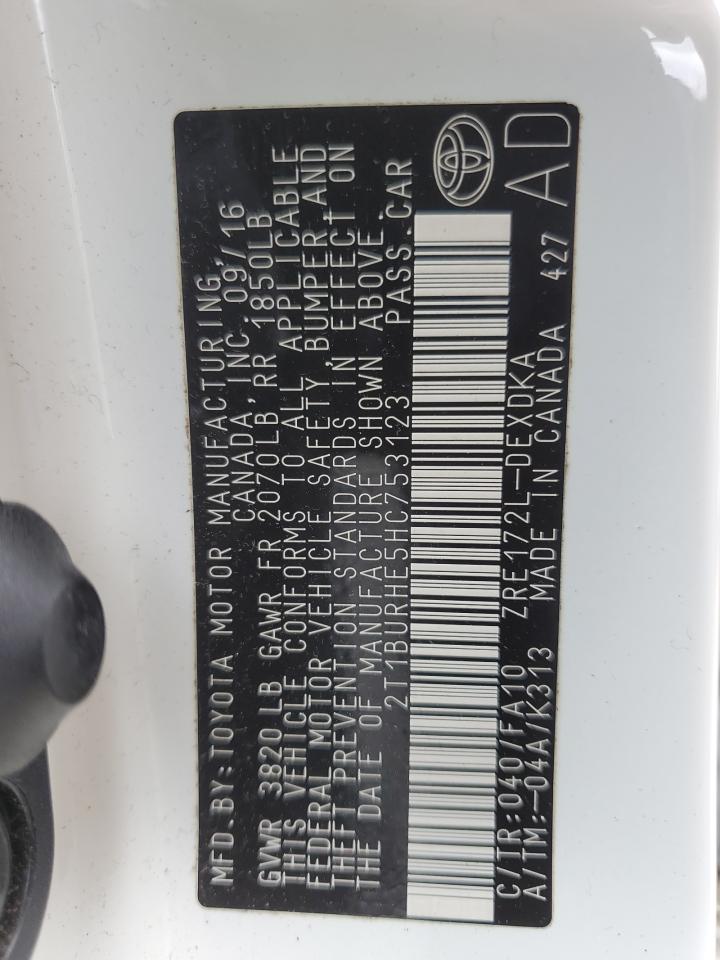 MFD.BY:TOYOTA MOTOR MANUFACTURING,
CANADA,INC. 09/16
GVWR 3820LB GAWR FR 2070LB RR 1850LB
THIS VEHICLE CONFORMS TO ALL APPLICABLE
FEDERAL MOTOR VEHICLE SAFETY,BUMPER AND
THEFT PREVENTION STANDARDS IN EFFECT ON
THE DATE OF MANUFACTURE SHOWN ABOVE.
2T1BURHE5HC753123 PASS.CAR
C/TR:040/FA10 ZRE172L-DEXDKA
A/TM:-04A/K313 MADE IN CANADA 427
AD